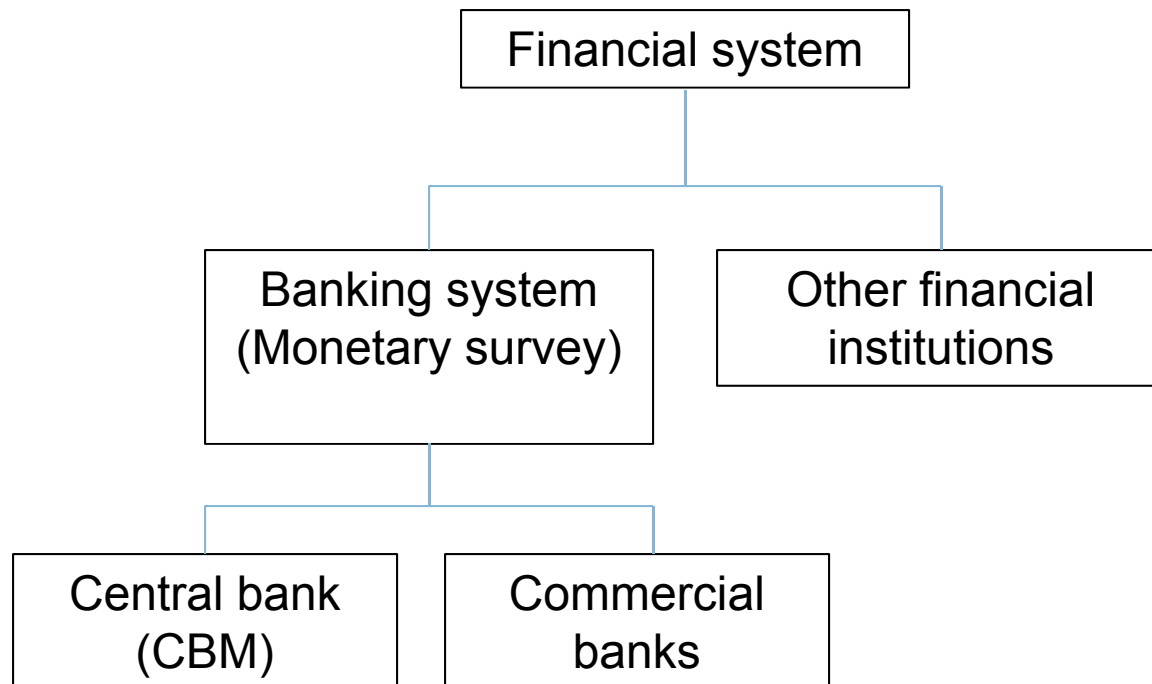 Financial system
Banking system
(Monetary survey)
Other financial
institutions
Central bank
(CBM)
Commercial
banks